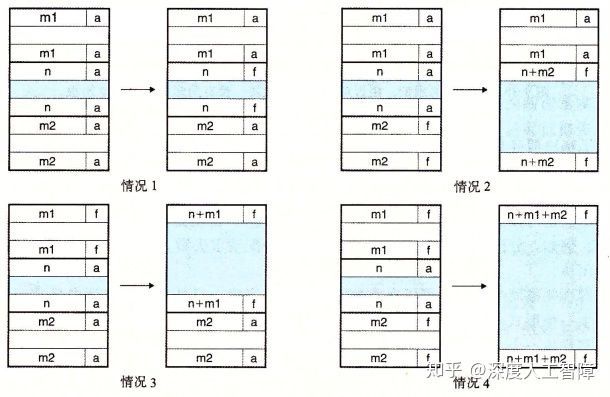 m1 a
m1 a
n a
n a
m2 a
m2 a
m1 a
m1 a
n f
n f
m2 a
m2 a
情况 1
m1 a
m1 a
n a
n a
m2 f
m2 f
m1 a
m1 a
n+m2 f
n+m2 f
情况 2
m1 f
m1 f
n a
n a
m2 a
m2 a
n+m1 f
n+m1 f
m2 a
m2 a
情况 3
m1 f
m1 f
n a
n a
m2 f
m2 f
n+m1+m2 f
n+m1+m2 f
情况 4
知乎 @深度人工智障